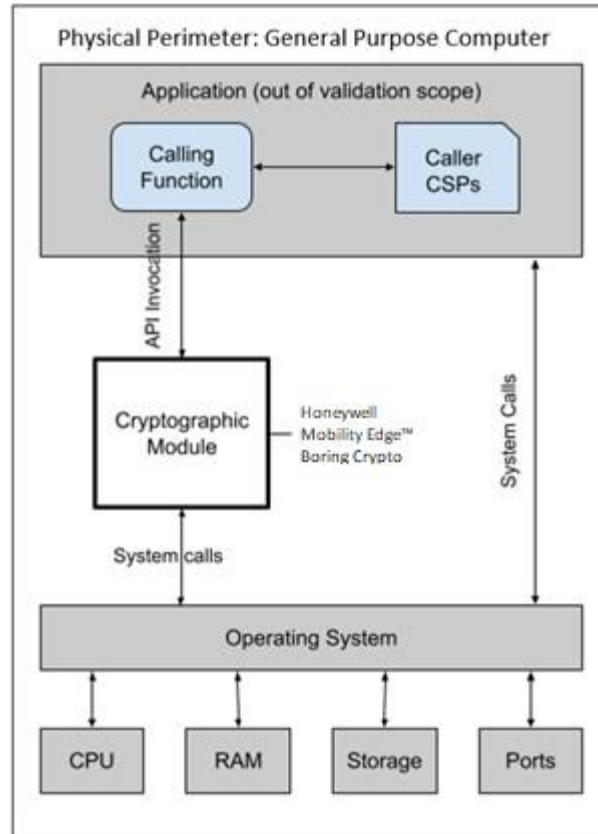 Physical Perimeter: General Purpose Computer
Application (out of validation scope)
Calling
Function
Caller
CSPs
API Invocation
Cryptographic
Module
Honeywell
Mobility Edge™
Boring Crypto
System Calls
System calls
Operating System
CPU
RAM
Storage
Ports